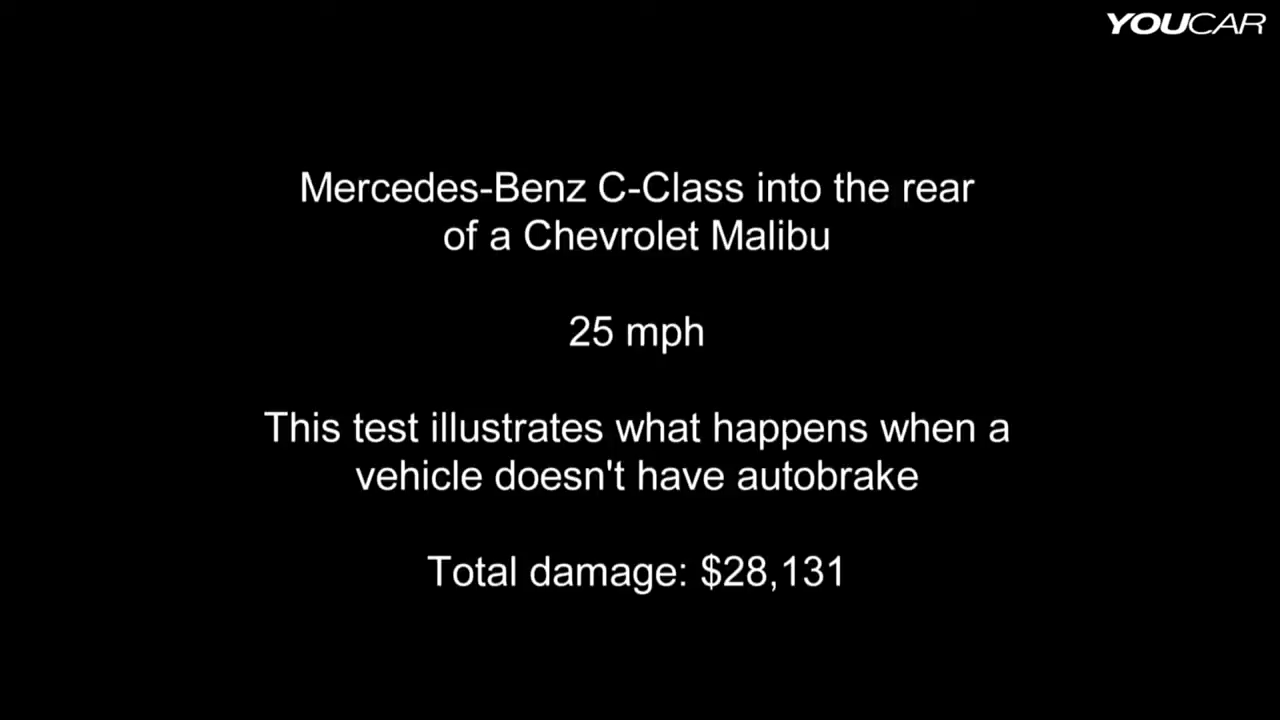 YOUCAR
Mercedes-Benz C-Class into the rear
of a Chevrolet Malibu
25 mph
This test illustrates what happens when a
vehicle doesn't have autobrake
Total damage: $28,131